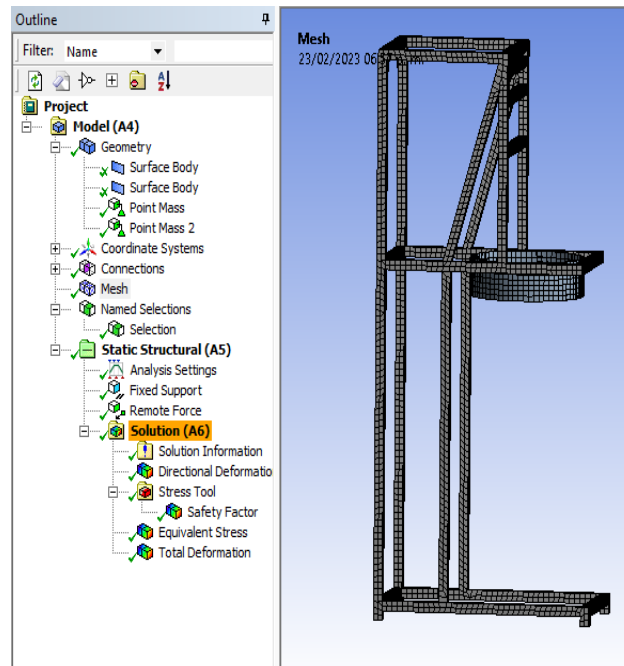 Outline
Filter: Name
Project
Model (A4)
Geometry
Surface Body
Surface Body
Point Mass
Point Mass 2
Coordinate Systems
Connections
Mesh
Named Selections
Selection
Static Structural (A5)
Analysis Settings
Fixed Support
Remote Force
Solution (A6)
Solution Information
Directional Deformatio
Stress Tool
Safety Factor
Equivalent Stress
Total Deformation
Mesh
23/02/2023